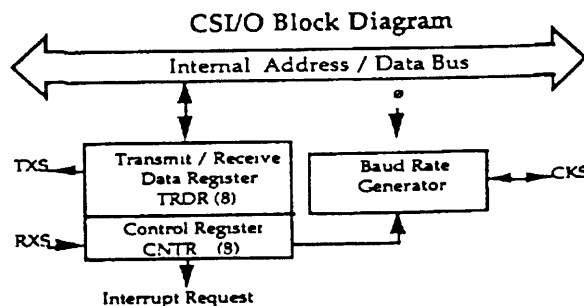 CSI/O Block Diagram
Internal Address / Data Bus
ø
TXS
Transmit / Receive
Data Register
TRDR (8)
Baud Rate
Generator
CKS
RXS
Control Register
CNTR (8)
Interrupt Request